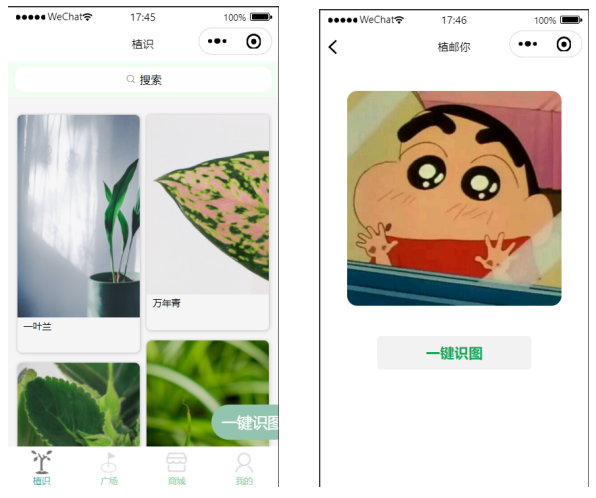 WeChat 17:45 100%
植识
搜索
一叶兰
万年青
一键识图
植识 广场 商城 我的
WeChat 17:46 100%
植邮你
一键识图